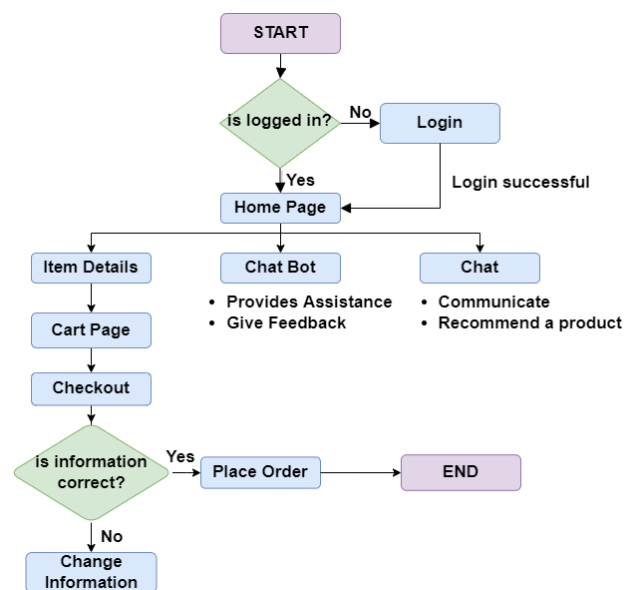 START
is logged in?
No
Login
Yes
Login successful
Home Page
Item Details
Chat Bot
Chat
• Provides Assistance
• Give Feedback
• Communicate
• Recommend a product
Cart Page
Checkout
is information
correct?
Yes
Place Order
END
No
Change
Information